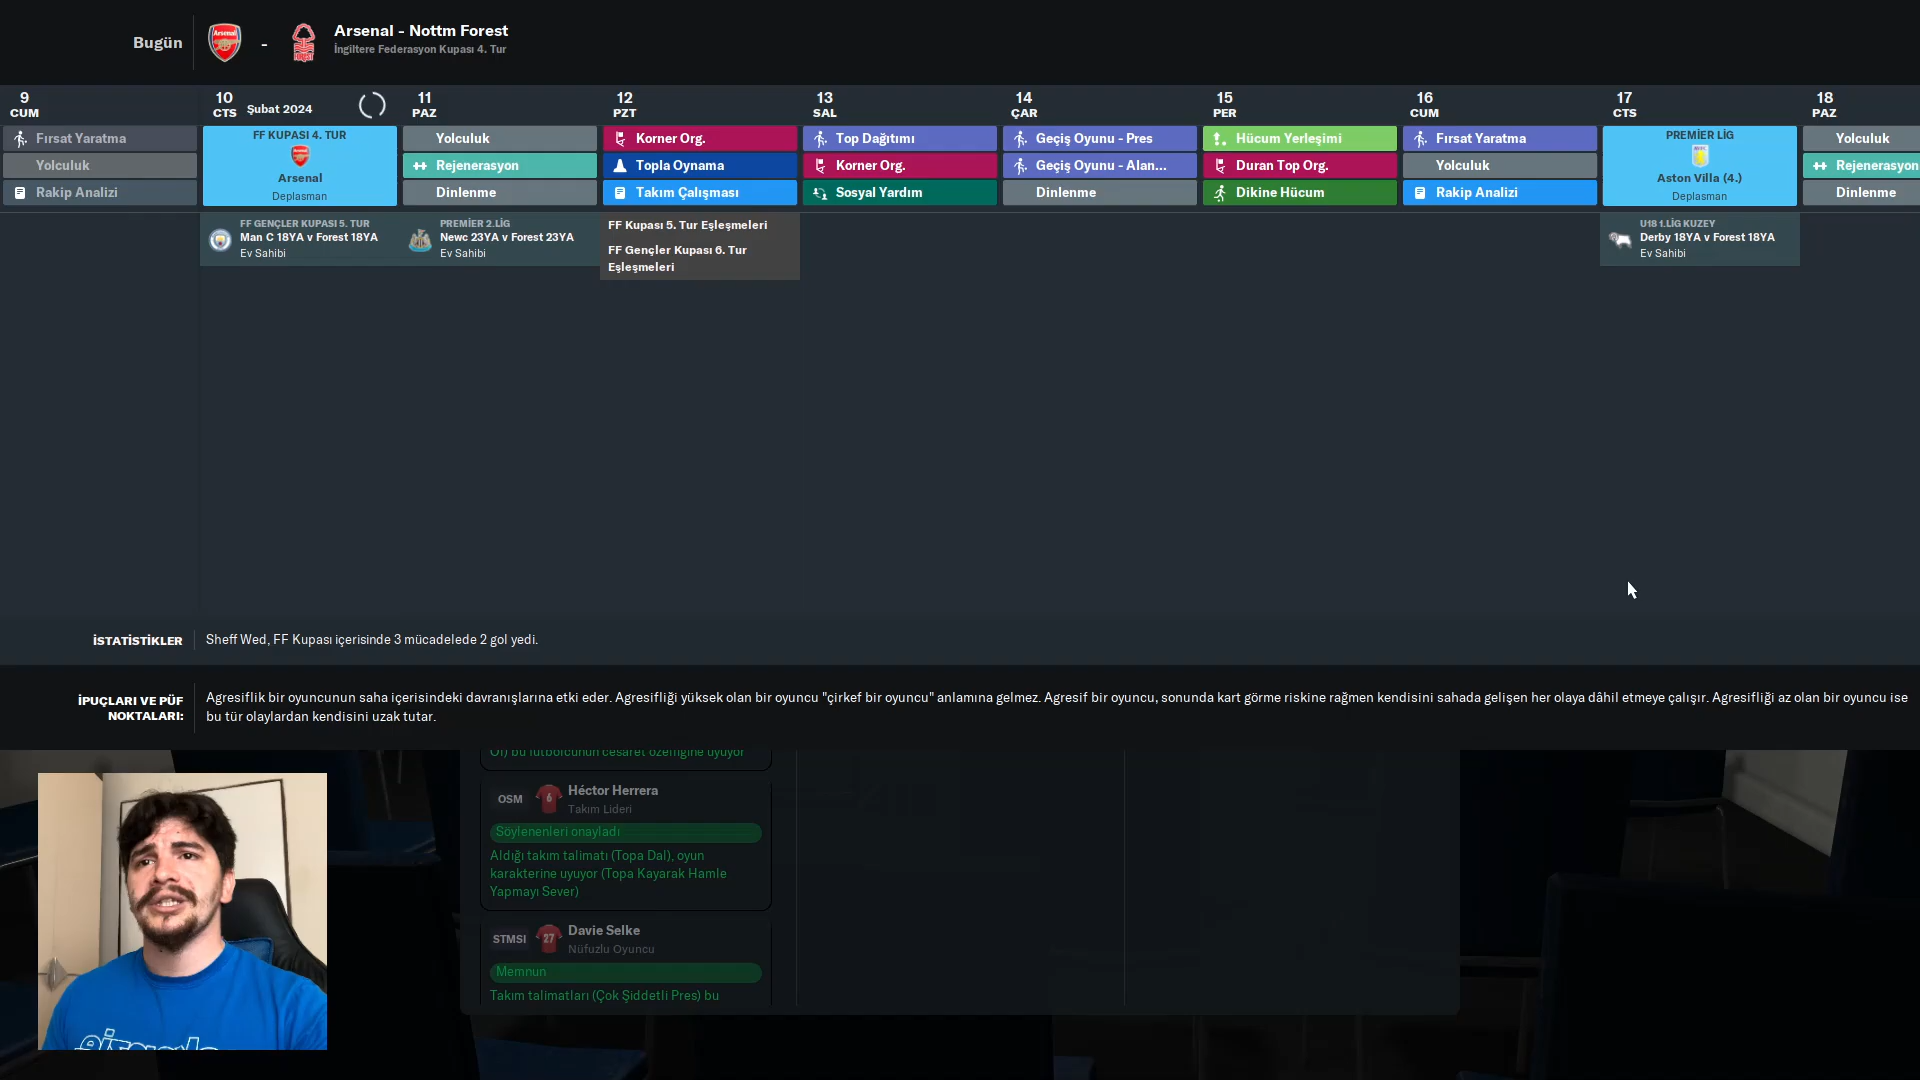 Bugün
Arsenal - Nottm Forest
İngiltere Federasyon Kupası 4. Tur
9
CUM
Fırsat Yaratma
Yolculuk
Rakip Analizi
10
CTS
Şubat 2024
FF KUPASI 4. TUR
Arsenal
Deplasman
FF GENÇLER KUPASI 5. TUR
Man C 18YA v Forest 18YA
Ev Sahibi
11
PAZ
Yolculuk
Rejenerasyon
Dinlenme
PREMİER 2.LİG
Newc 23YA v Forest 23YA
Ev Sahibi
12
PZT
Korner Org.
Topla Oynama
Takım Çalışması
FF Kupası 5. Tur Eşleşmeleri
FF Gençler Kupası 6. Tur
Eşleşmeleri
13
SAL
Top Dağıtımı
Korner Org.
Sosyal Yardım
14
ÇAR
Geçiş Oyunu - Pres
Geçiş Oyunu - Alan...
Dinlenme
15
PER
Hücum Yerleşimi
Duran Top Org.
Dikine Hücum
16
CUM
Fırsat Yaratma
Yolculuk
Rakip Analizi
17
CTS
PREMİER LİG
Aston Villa (4.)
Deplasman
U18 1.LİG KUZEY
Derby 18YA v Forest 18YA
Ev Sahibi
18
PAZ
Yolculuk
Rejenerasyon
Dinlenme
İSTATİSTİKLER
Sheff Wed, FF Kupası içerisinde 3 mücadelede 2 gol yedi.
İPUÇLARI VE PÜF
NOKTALARI:
Agresiflik bir oyuncunun saha içerisindeki davranışlarına etki eder. Agresifliği yüksek olan bir oyuncu "çirkef bir oyuncu" anlamına gelmez. Agresif bir oyuncu, sonunda kart görme riskine rağmen kendisini sahada gelişen her olaya dâhil etmeye çalışır. Agresifliği az olan bir oyuncu ise
bu tür olaylardan kendisini uzak tutar.
Of) bu futbolcunun cesaret özelliğine uyuyor
OSM
6
Héctor Herrera
Takım Lideri
Söylenenleri onayladı
Aldığı takım talimatı (Topa Dal), oyun
karakterine uyuyor (Topa Kayarak Hamle
Yapmayı Sever)
STMSI
27
Davie Selke
Nüfuzlu Oyuncu
Memnun
Takım talimatları (Çok Şiddetli Pres) bu